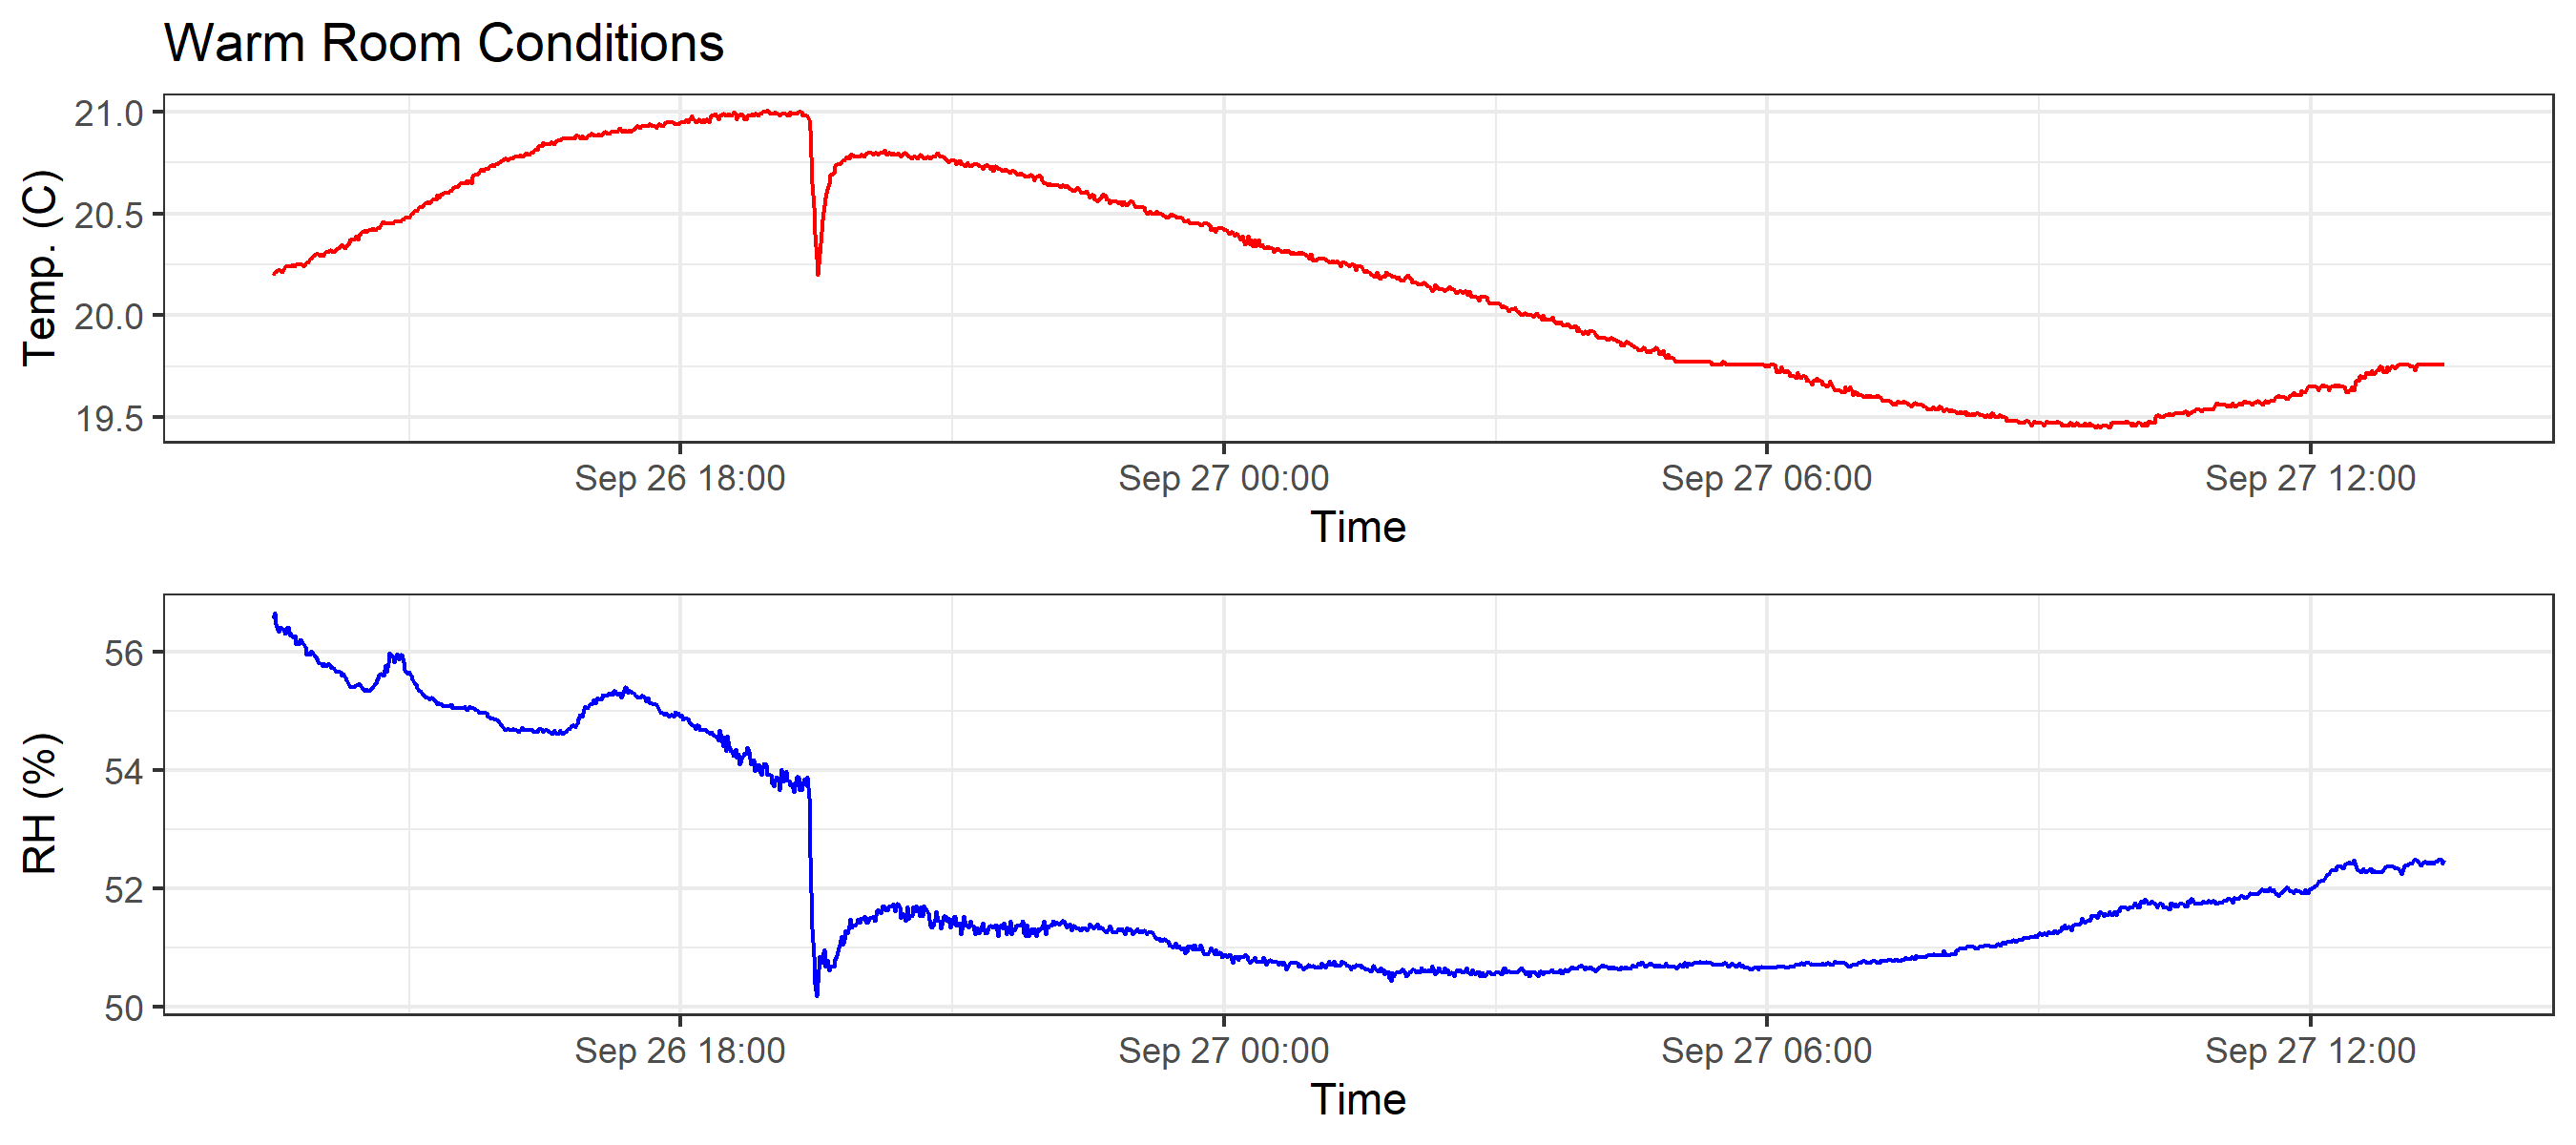 Warm Room Conditions
Temp. (C)
21.0
20.5
20.0
19.5
Sep 26 18:00 Sep 27 00:00 Sep 27 06:00 Sep 27 12:00
Time
RH (%)
56
54
52
50
Sep 26 18:00 Sep 27 00:00 Sep 27 06:00 Sep 27 12:00
Time